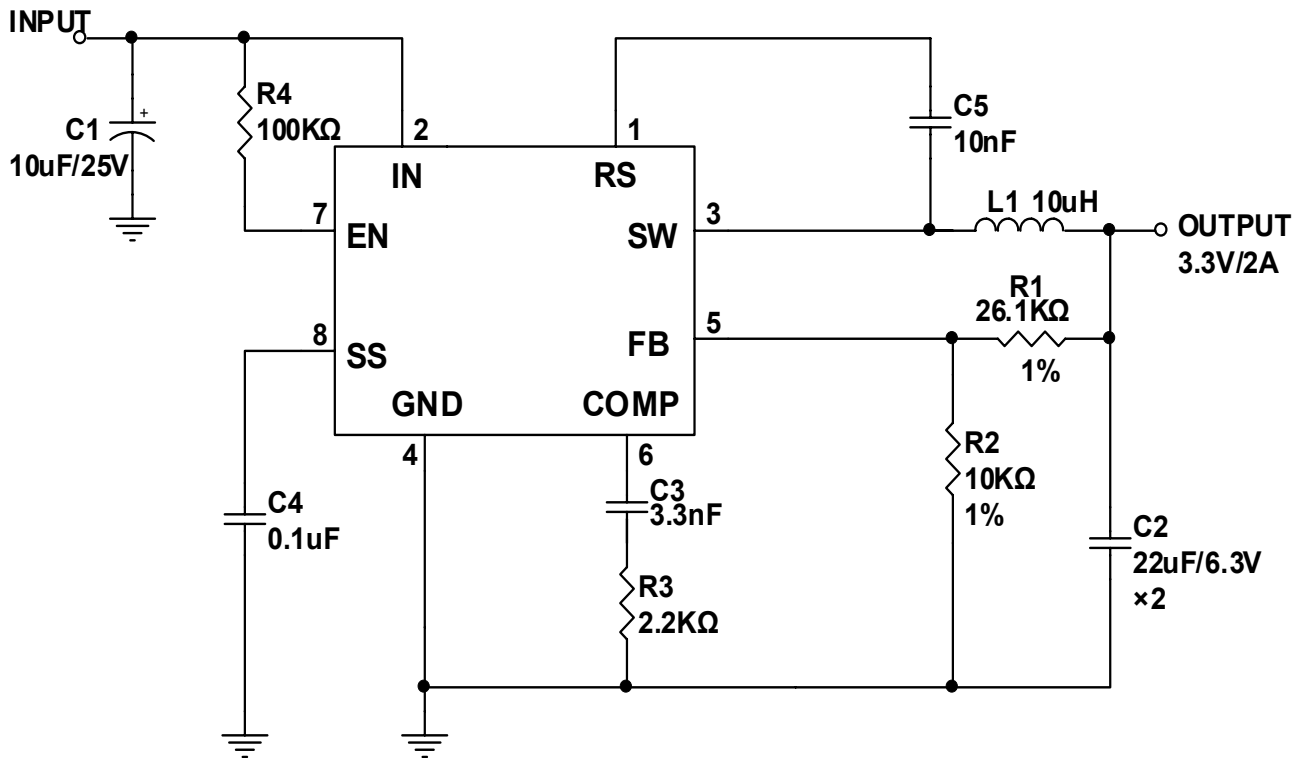 INPUT
C1
10uF/25V
+
R4
100KΩ
2
IN
1
RS
C5
10nF
7
EN
3
SW
L1 10uH
OUTPUT
3.3V/2A
R1
26.1KΩ
1%
5
FB
8
SS
GND
4
COMP
6
C3
3.3nF
R2
10KΩ
1%
C4
0.1uF
R3
2.2KΩ
C2
22uF/6.3V
×2